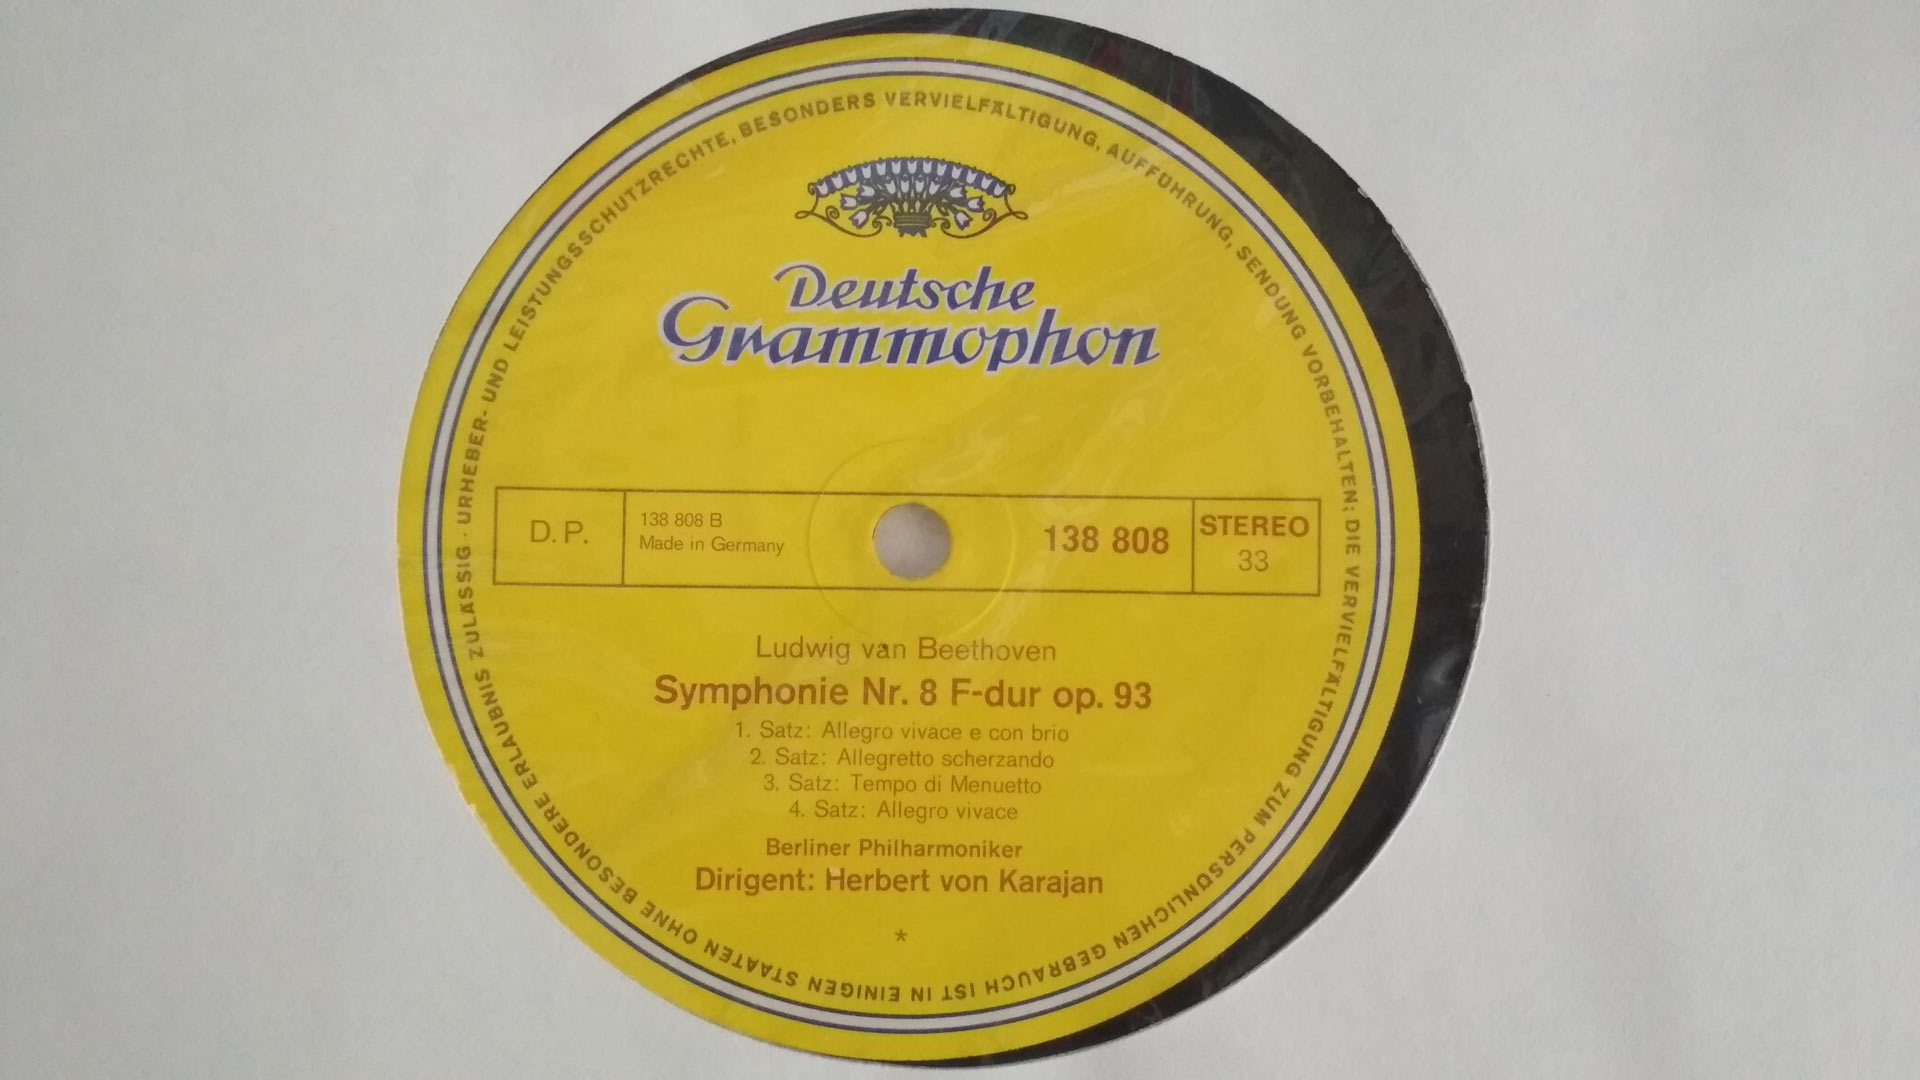 URHEBER- UND LEISTUNGSSCHUTZRECHTE, BESONDERS VERVIELFÄLTIGUNG, AUFFÜHRUNG, SENDUNG VORBEHALTEN; DIE VERVIELFÄLTIGUNG ZUM PERSÖNLICHEN GEBRAUCH IST IN EINIGEN STAATEN OHNE BESONDERE ERLAUBNIS ZULÄSSIG ·
Deutsche
Grammophon
D.P.
138 808 B
Made in Germany
138 808
STEREO
33
Ludwig van Beethoven
Symphonie Nr. 8 F-dur op. 93
1. Satz: Allegro vivace e con brio
2. Satz: Allegretto scherzando
3. Satz: Tempo di Menuetto
4. Satz: Allegro vivace
Berliner Philharmoniker
Dirigent: Herbert von Karajan
*